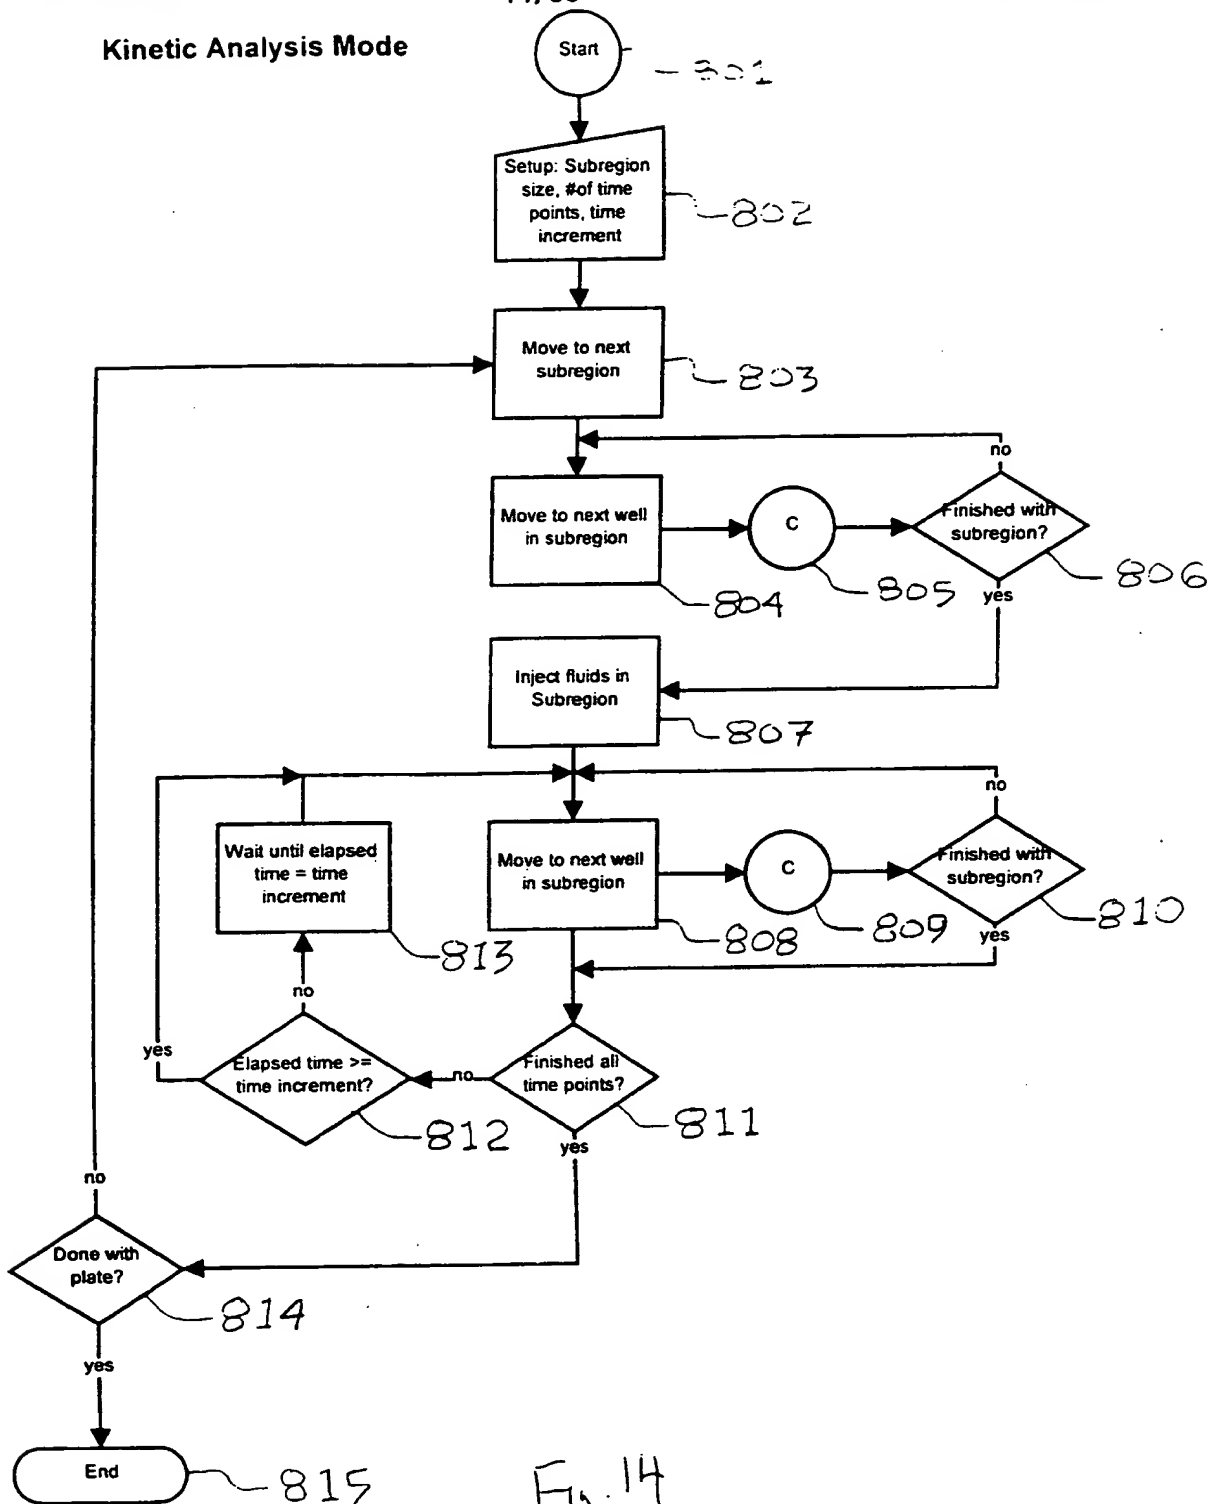 Kinetic Analysis Mode
Start
801
Setup: Subregion
size, #of time
points, time
increment
802
Move to next
subregion
803
no
Move to next well
in subregion
C
Finished with
subregion?
804
805
806
yes
Inject fluids in
Subregion
807
no
Wait until elapsed
time = time
increment
Move to next well
in subregion
C
Finished with
subregion?
813
808
809
810
yes
no
yes
Elapsed time >=
time increment?
no
Finished all
time points?
812
811
yes
no
Done with
plate?
814
yes
End
815
Fig. 14